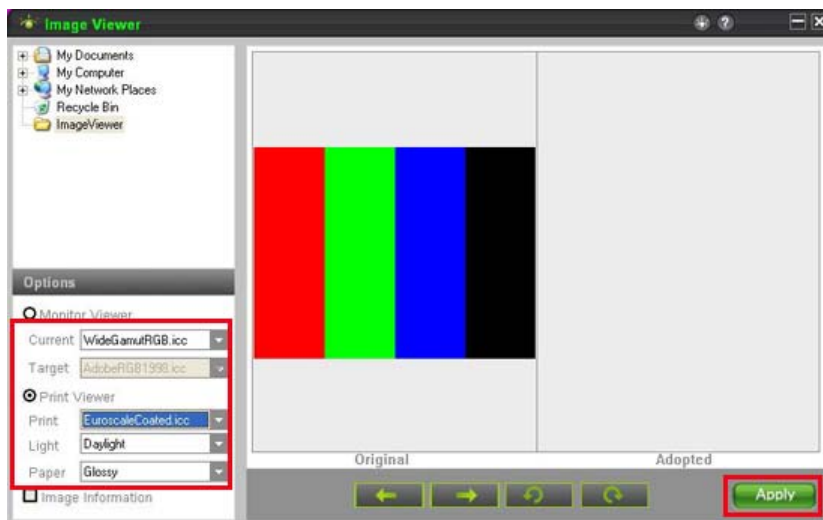 Image Viewer
My Documents
My Computer
My Network Places
Recycle Bin
ImageViewer
Options
Monitor Viewer
Current WideGamutRGB.icc
Target AdobeRGB1998.icc
Print Viewer
Print EuroscaleCoated.icc
Light Daylight
Paper Glossy
Image Information
Original Adopted
Apply